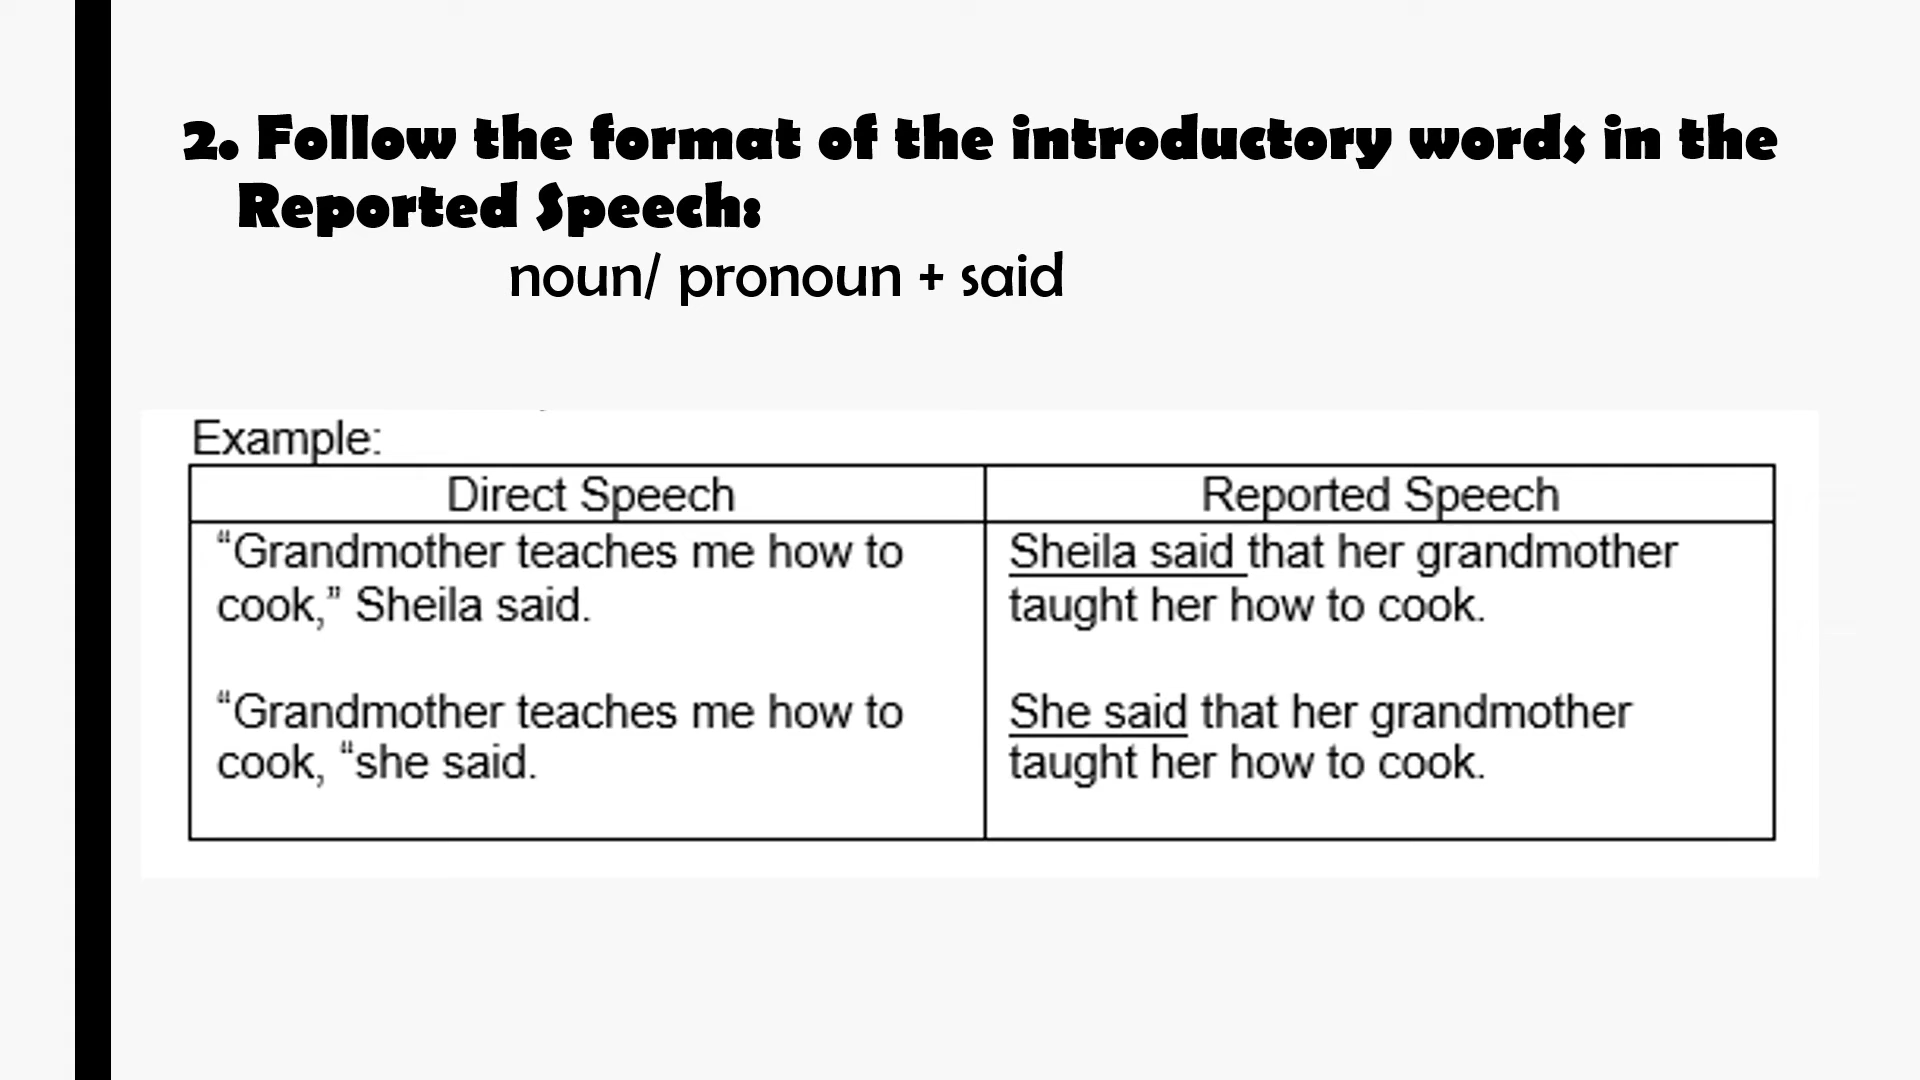 2. Follow the format of the introductory words in the
Reported Speech:
noun/ pronoun + said
Example:
Direct Speech
Reported Speech
“Grandmother teaches me how to
cook,” Sheila said.
“Grandmother teaches me how to
cook, “she said.
Sheila said that her grandmother
taught her how to cook.
She said that her grandmother
taught her how to cook.